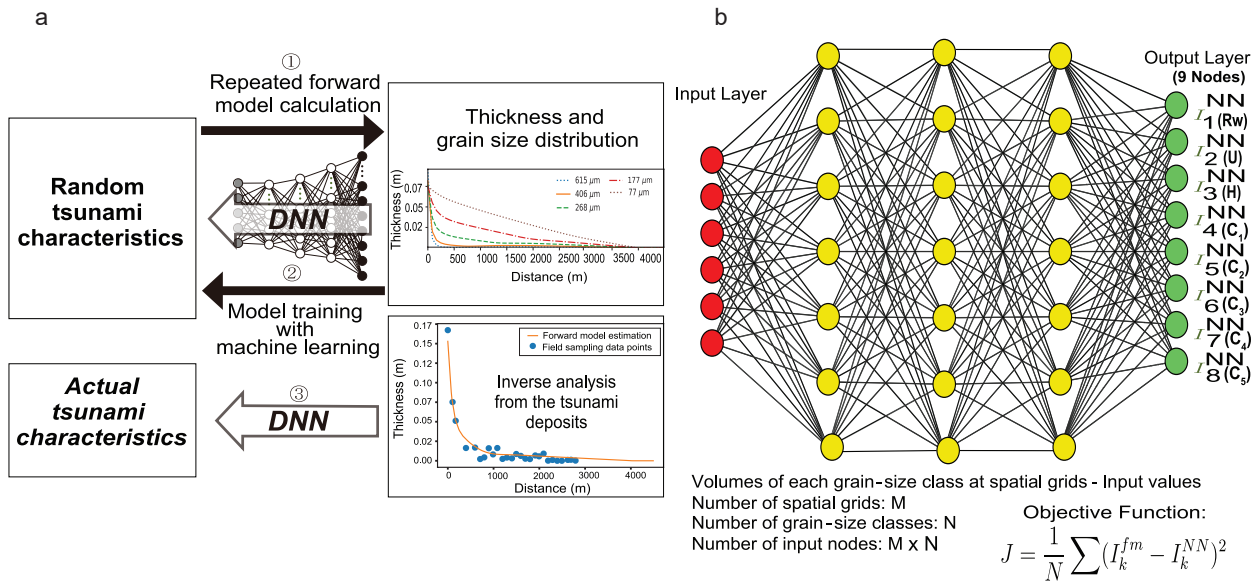 a
①
Repeated forward
model calculation
Random
tsunami
characteristics
DNN
②
Model training
with
machine learning
Thickness and
grain size distribution
Thickness (m)
0.07
0.05
0.02
615 µm
406 µm
268 µm
177 µm
77 µm
0
500
1000
1500
2000
2500
3000
3500
4000
Distance (m)
Actual
tsunami
characteristics
③
DNN
Thickness (m)
0.17
0.15
0.12
0.10
0.07
0.05
0.02
0.00
Forward model estimation
Field sampling data points
Inverse analysis
from the tsunami
deposits
0
1000
2000
3000
4000
Distance (m)
b
Input Layer
Output Layer
(9 Nodes)
I NN 1 (Rw)
I NN 2 (U)
I NN 3 (H)
I NN 4 (C₁)
I NN 5 (C₂)
I NN 6 (C₃)
I NN 7 (C₄)
I NN 8 (C₅)
Volumes of each grain-size class at spatial grids - Input values
Number of spatial grids: M
Number of grain-size classes: N
Number of input nodes: M x N
Objective Function:
J = 1/N ∑(I_k^{fm} − I_k^{NN})²